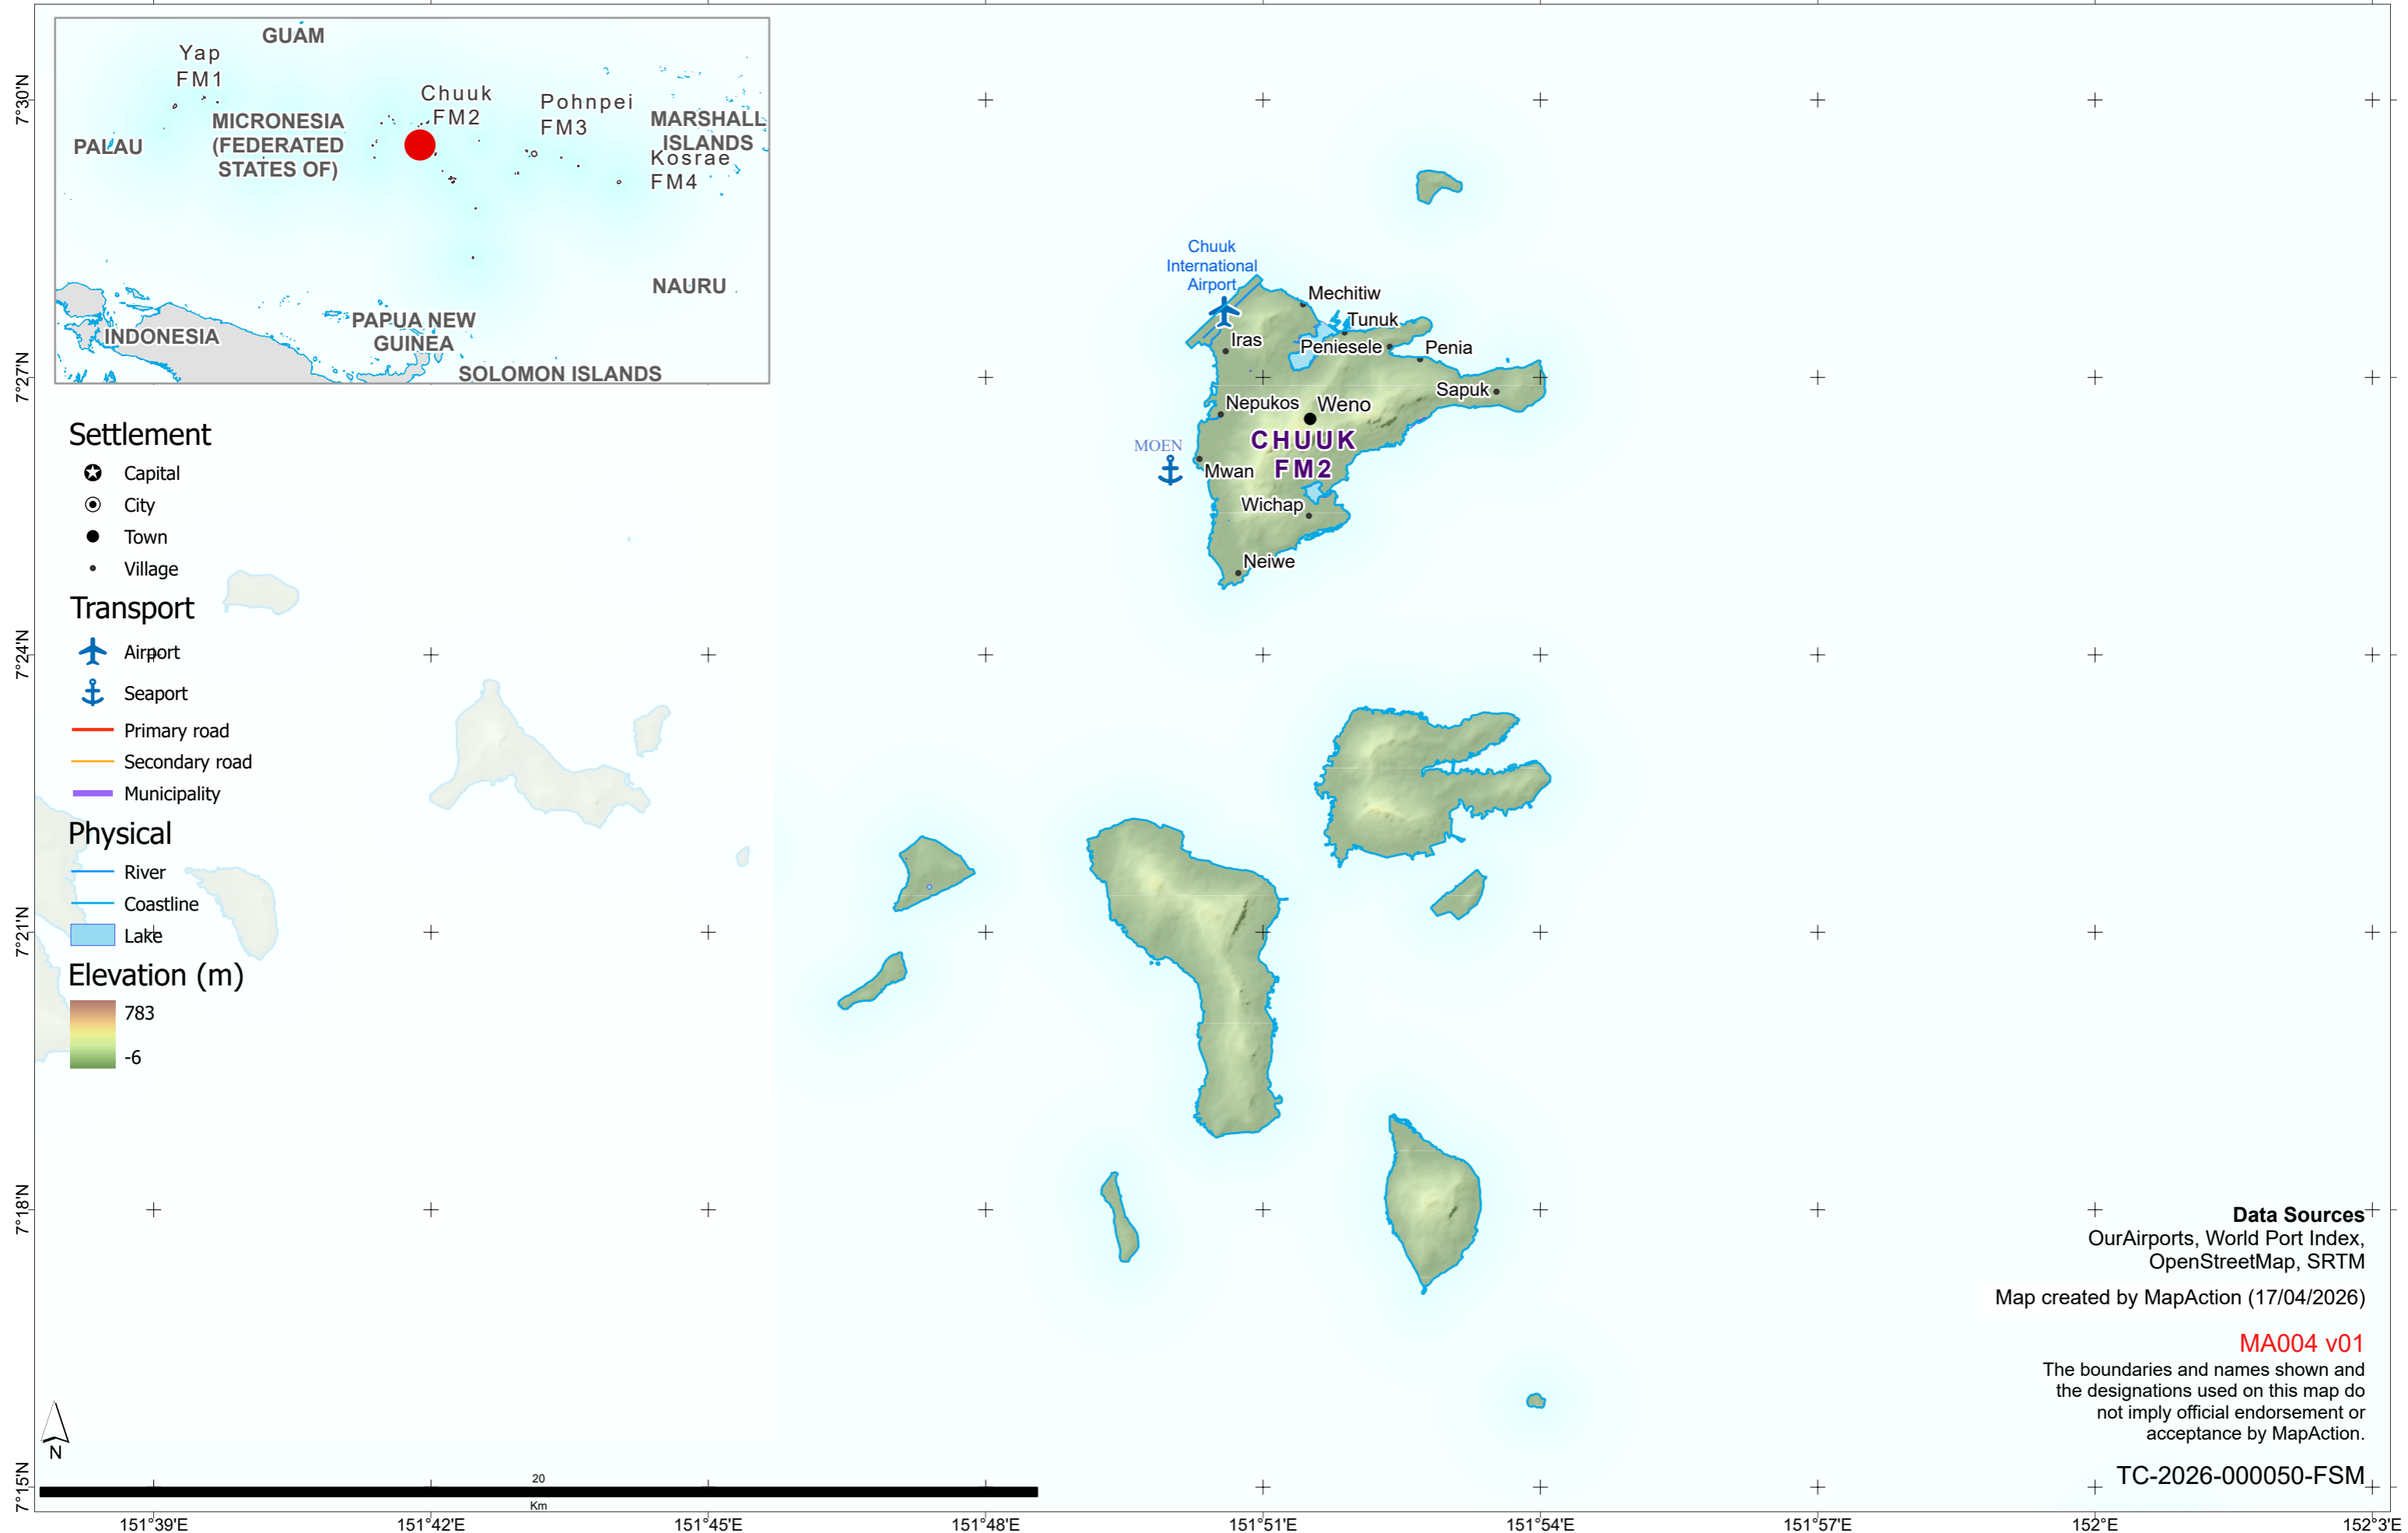 GUAM
Yap
FM1
Chuuk
FM2
Pohnpei
FM3
MICRONESIA
(FEDERATED
STATES OF)
MARSHALL
ISLANDS
PALAU
Kosrae
FM4
NAURU
PAPUA NEW
GUINEA
INDONESIA
SOLOMON ISLANDS
Settlement
Capital
City
Town
Village
Transport
Airport
Seaport
Primary road
Secondary road
Municipality
Physical
River
Coastline
Lake
Elevation (m)
783
-6
Chuuk
International
Airport
Mechitiw
Tunuk
Iras
Peniesele
Penia
Sapuk
Nepukos
Weno
CHUUK
FM2
MOEN
Mwan
Wichap
Neiwe
7°30'N
7°27'N
7°24'N
7°21'N
7°18'N
7°15'N
N
20
Km
151°39'E
151°42'E
151°45'E
151°48'E
151°51'E
151°54'E
151°57'E
152°E
152°3'E
Data Sources
OurAirports, World Port Index,
OpenStreetMap, SRTM
Map created by MapAction (17/04/2026)
MA004 v01
The boundaries and names shown and
the designations used on this map do
not imply official endorsement or
acceptance by MapAction.
TC-2026-000050-FSM